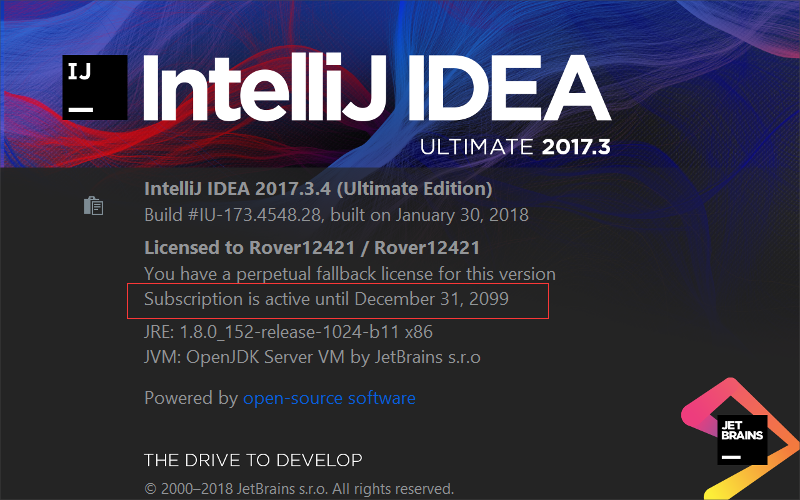 IJ
IntelliJ IDEA
ULTIMATE 2017.3
IntelliJ IDEA 2017.3.4 (Ultimate Edition)
Build #IU-173.4548.28, built on January 30, 2018
Licensed to Rover12421 / Rover12421
You have a perpetual fallback license for this version
Subscription is active until December 31, 2099
JRE: 1.8.0_152-release-1024-b11 x86
JVM: OpenJDK Server VM by JetBrains s.r.o
Powered by open-source software
JET
BRAINS
THE DRIVE TO DEVELOP
© 2000–2018 JetBrains s.r.o. All rights reserved.